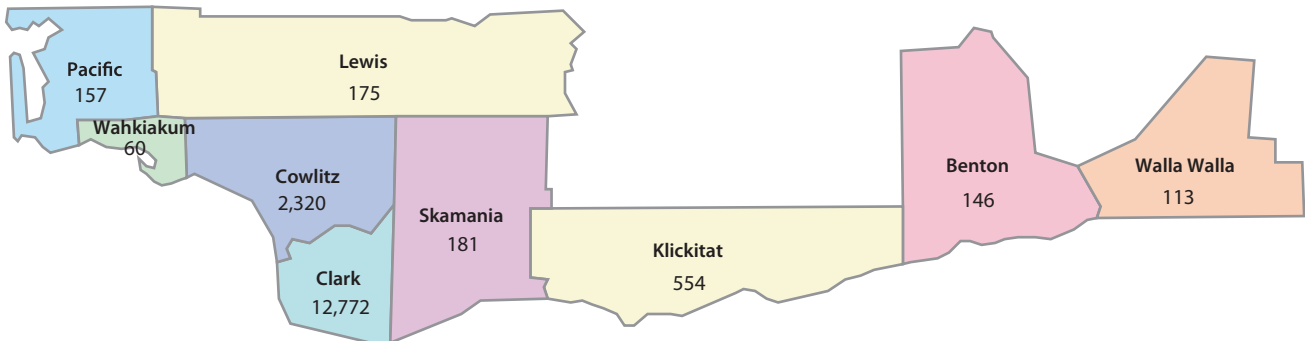 Pacific
157
Lewis
175
Wahkiakum
60
Cowlitz
2,320
Clark
12,772
Skamania
181
Klickitat
554
Benton
146
Walla Walla
113